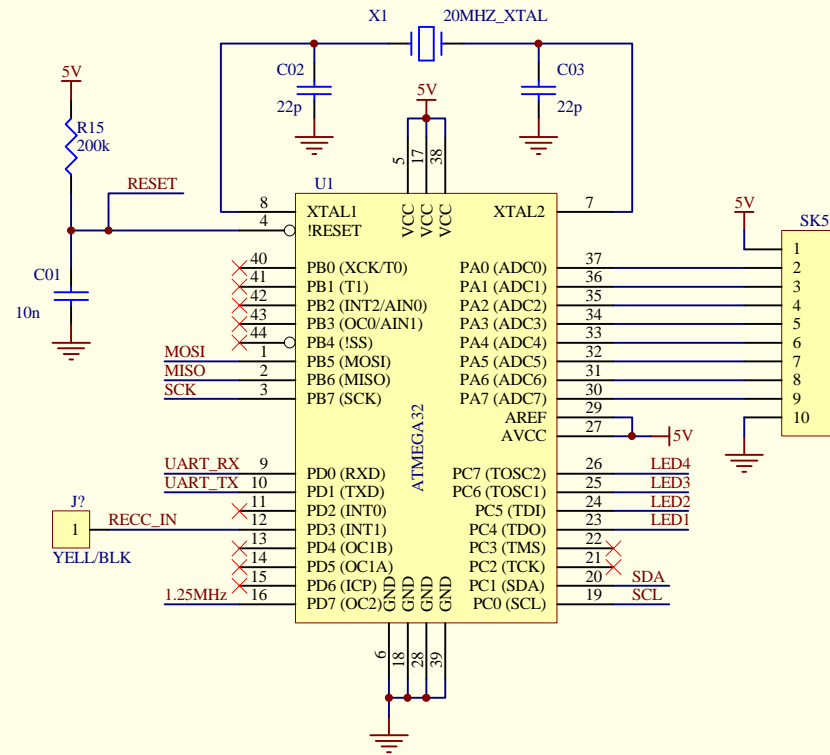 X1 20MHZ_XTAL
C02
22p
C03
22p
5V
5V
R15
200k
RESET
C01
10n
U1
ATMEGA32
5 17 38
VCC VCC VCC
8 XTAL1
4 !RESET
40 PB0 (XCK/T0)
41 PB1 (T1)
42 PB2 (INT2/AIN0)
43 PB3 (OC0/AIN1)
44 PB4 (!SS)
MOSI 1 PB5 (MOSI)
MISO 2 PB6 (MISO)
SCK 3 PB7 (SCK)
UART_RX 9 PD0 (RXD)
UART_TX 10 PD1 (TXD)
11 PD2 (INT0)
J?
1
YELL/BLK
RECC_IN 12 PD3 (INT1)
13 PD4 (OC1B)
14 PD5 (OC1A)
15 PD6 (ICP)
1.25MHz 16 PD7 (OC2)
GND GND GND GND
6 18 28 39
XTAL2 7
PA0 (ADC0) 37
PA1 (ADC1) 36
PA2 (ADC2) 35
PA3 (ADC3) 34
PA4 (ADC4) 33
PA5 (ADC5) 32
PA6 (ADC6) 31
PA7 (ADC7) 30
AREF 29
AVCC 27 5V
PC7 (TOSC2) 26 LED4
PC6 (TOSC1) 25 LED3
PC5 (TDI) 24 LED2
PC4 (TDO) 23 LED1
PC3 (TMS) 22
PC2 (TCK) 21
PC1 (SDA) 20 SDA
PC0 (SCL) 19 SCL
5V
SK5
1
2
3
4
5
6
7
8
9
10